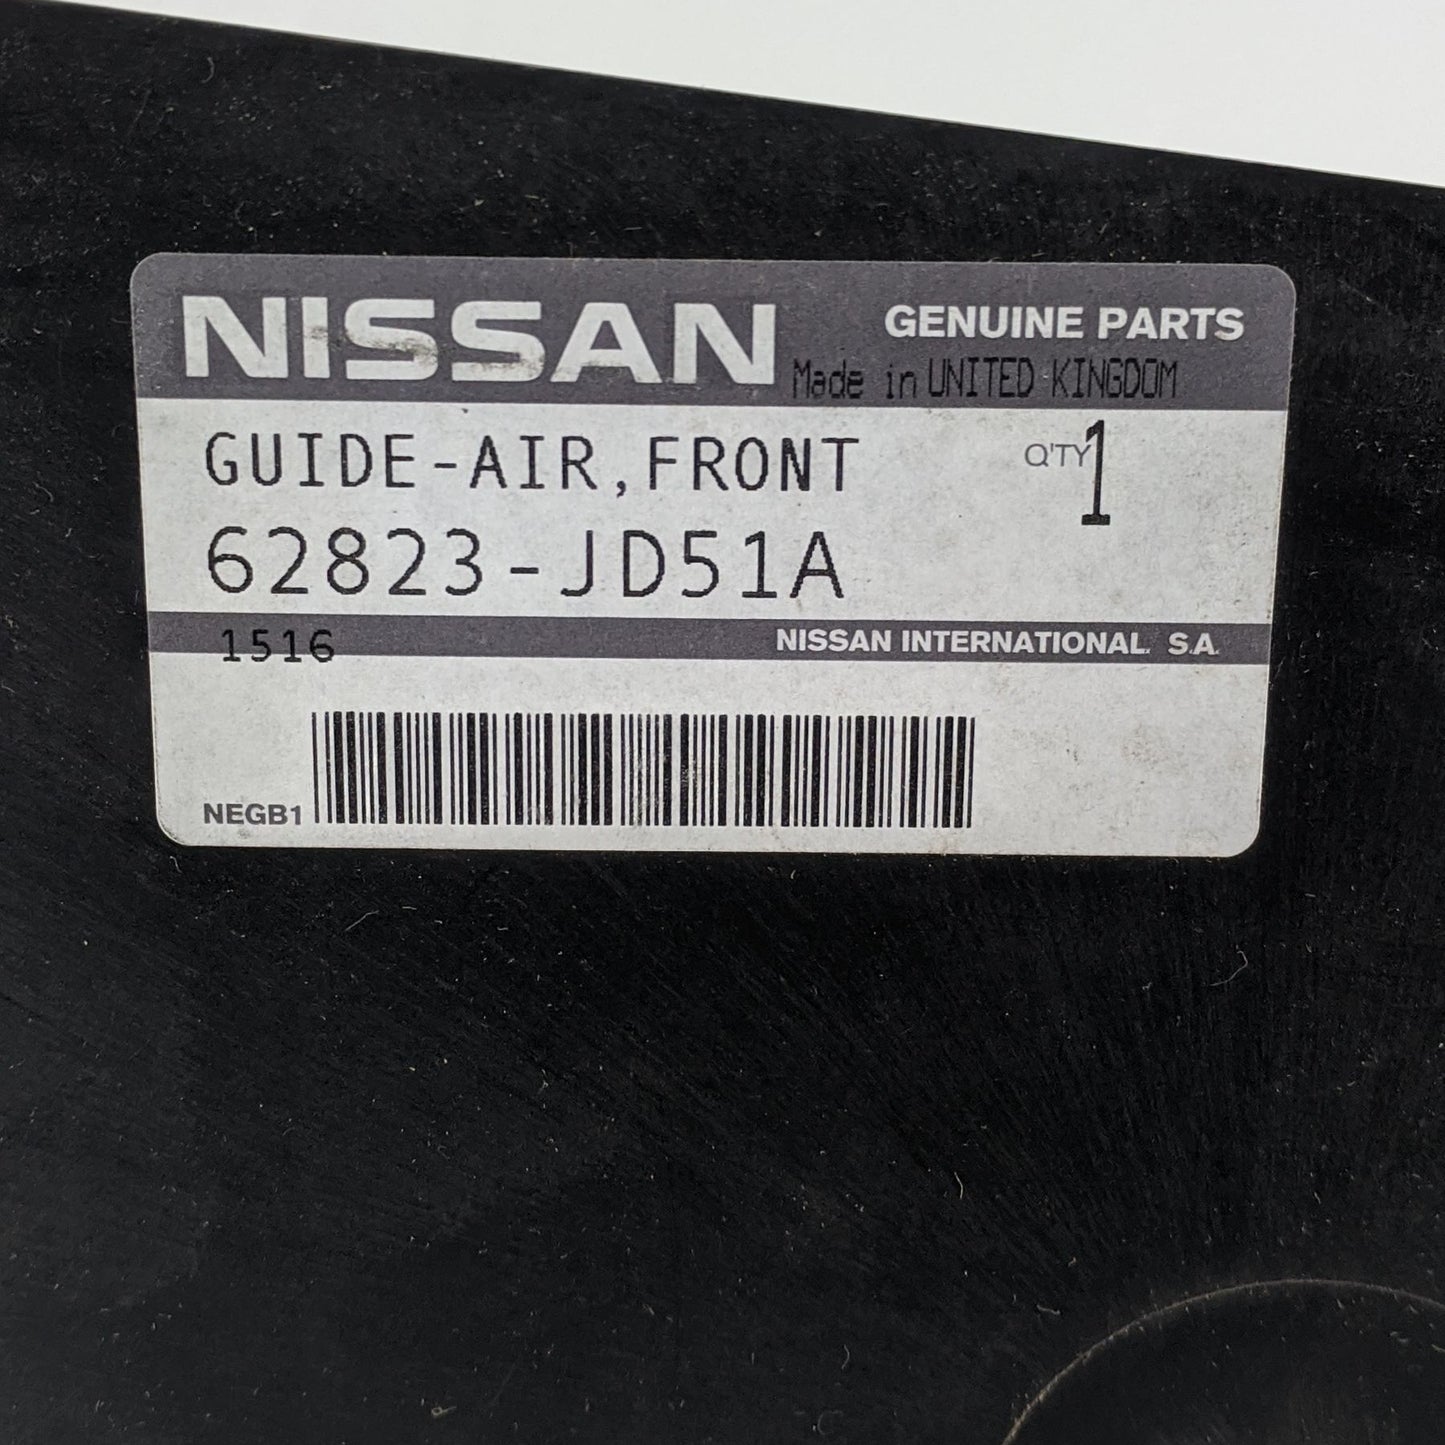 NISSAN
GENUINE PARTS
Made in UNITED KINGDOM
GUIDE-AIR,FRONT
Q'TY 1
62823-JD51A
1516
NISSAN INTERNATIONAL. S.A.
NEGB1